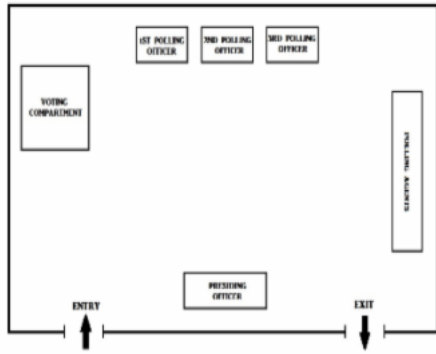 1ST POLLING
OFFICER
2ND POLLING
OFFICER
3RD POLLING
OFFICER
VOTING
COMPARTMENT
POLLING AGENTS
PRESIDING
OFFICER
ENTRY
EXIT